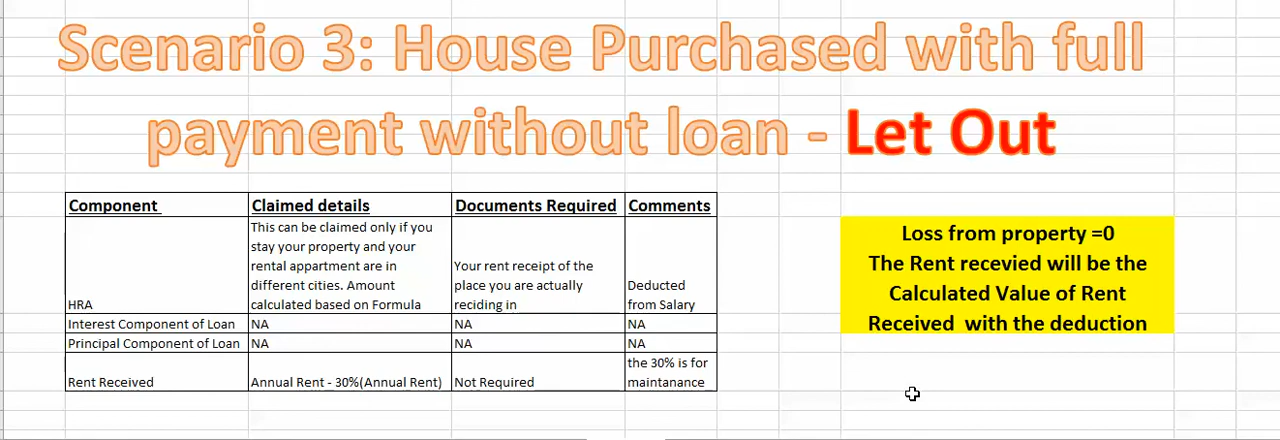 Scenario 3: House Purchased with full
payment without loan - Let Out
Component Claimed details Documents Required Comments
This can be claimed only if you
stay your property and your
rental appartment are in
different cities. Amount
calculated based on Formula
HRA
Your rent receipt of the
place you are actually
reciding in
Deducted
from Salary
Interest Component of Loan NA NA NA
Principal Component of Loan NA NA NA
Rent Received Annual Rent - 30%(Annual Rent) Not Required
the 30% is for
maintanance
Loss from property =0
The Rent recevied will be the
Calculated Value of Rent
Received with the deduction